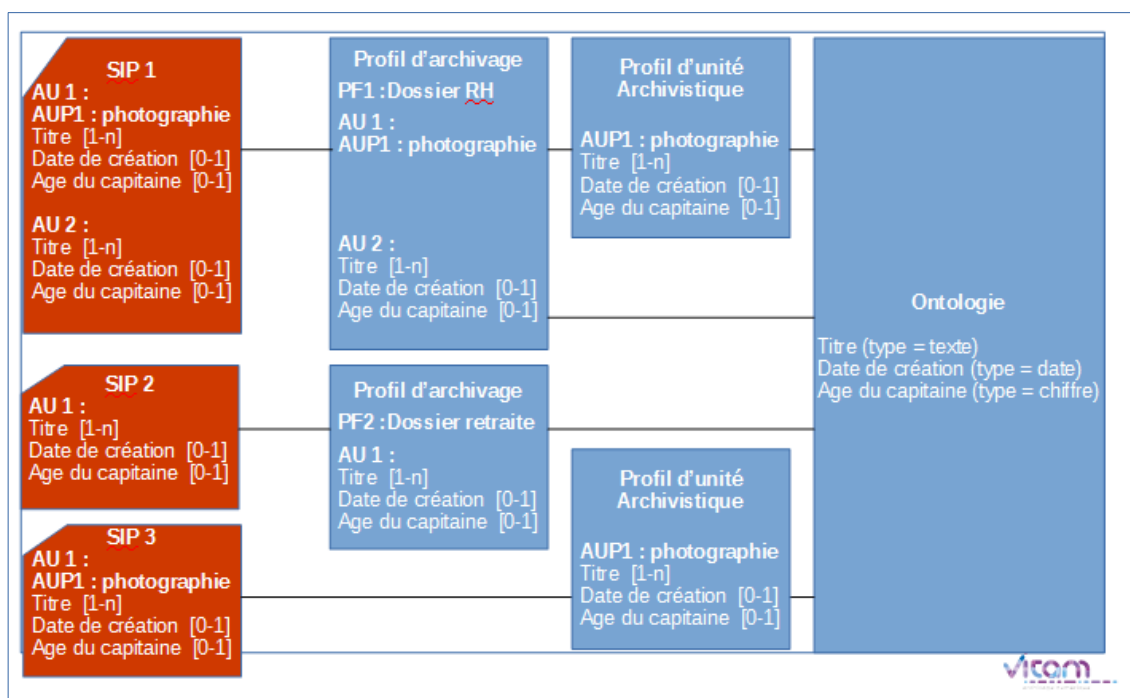 SIP 1
AU 1 :
AUP1 : photographie
Titre [1-n]
Date de création [0-1]
Age du capitaine [0-1]
AU 2 :
Titre [1-n]
Date de création [0-1]
Age du capitaine [0-1]
Profil d'archivage
PF1 :Dossier RH
AU 1 :
AUP1 : photographie
AU 2 :
Titre [1-n]
Date de création [0-1]
Age du capitaine [0-1]
Profil d'unité
Archivistique
AUP1 : photographie
Titre [1-n]
Date de création [0-1]
Age du capitaine [0-1]
Ontologie
Titre (type = texte)
Date de création (type = date)
Age du capitaine (type = chiffre)
SIP 2
AU 1 :
Titre [1-n]
Date de création [0-1]
Age du capitaine [0-1]
Profil d'archivage
PF2 :Dossier retraite
AU 1 :
Titre [1-n]
Date de création [0-1]
Age du capitaine [0-1]
SIP 3
AU 1 :
AUP1 : photographie
Titre [1-n]
Date de création [0-1]
Age du capitaine [0-1]
Profil d'unité
Archivistique
AUP1 : photographie
Titre [1-n]
Date de création [0-1]
Age du capitaine [0-1]
vitam